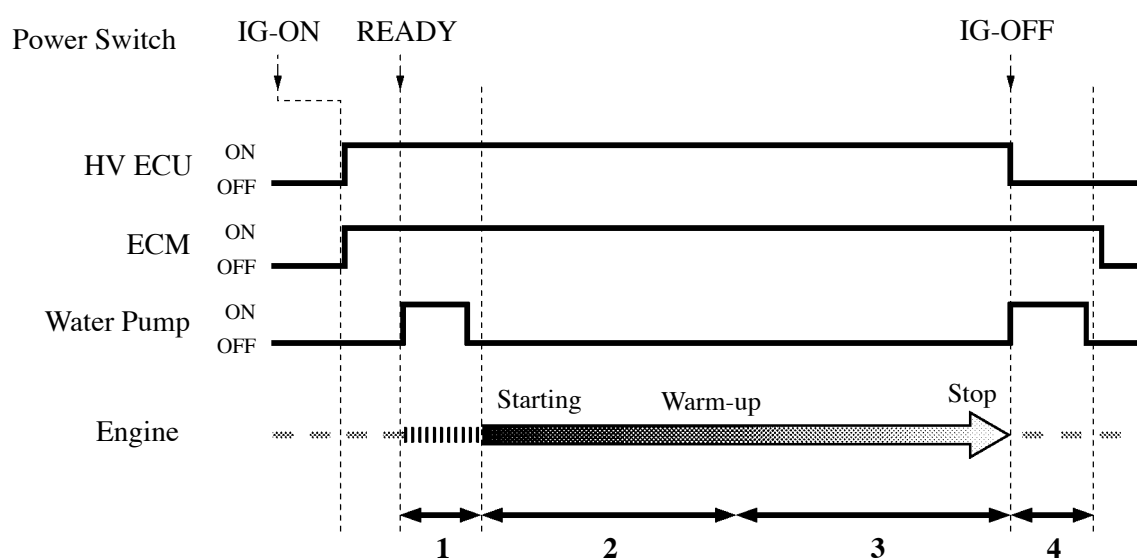 Power Switch IG-ON READY IG-OFF
HV ECU ON
OFF
ECM ON
OFF
Water Pump ON
OFF
Engine Starting Warm-up Stop
1 2 3 4